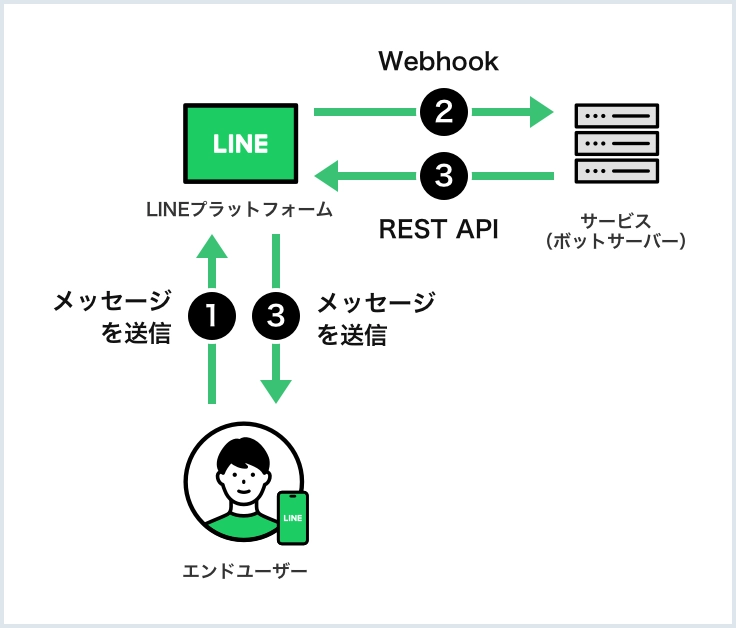 Webhook
2
LINE
3
LINEプラットフォーム
REST API
サービス
（ボットサーバー）
メッセージ
を送信
1
3
メッセージ
を送信
LINE
エンドユーザー